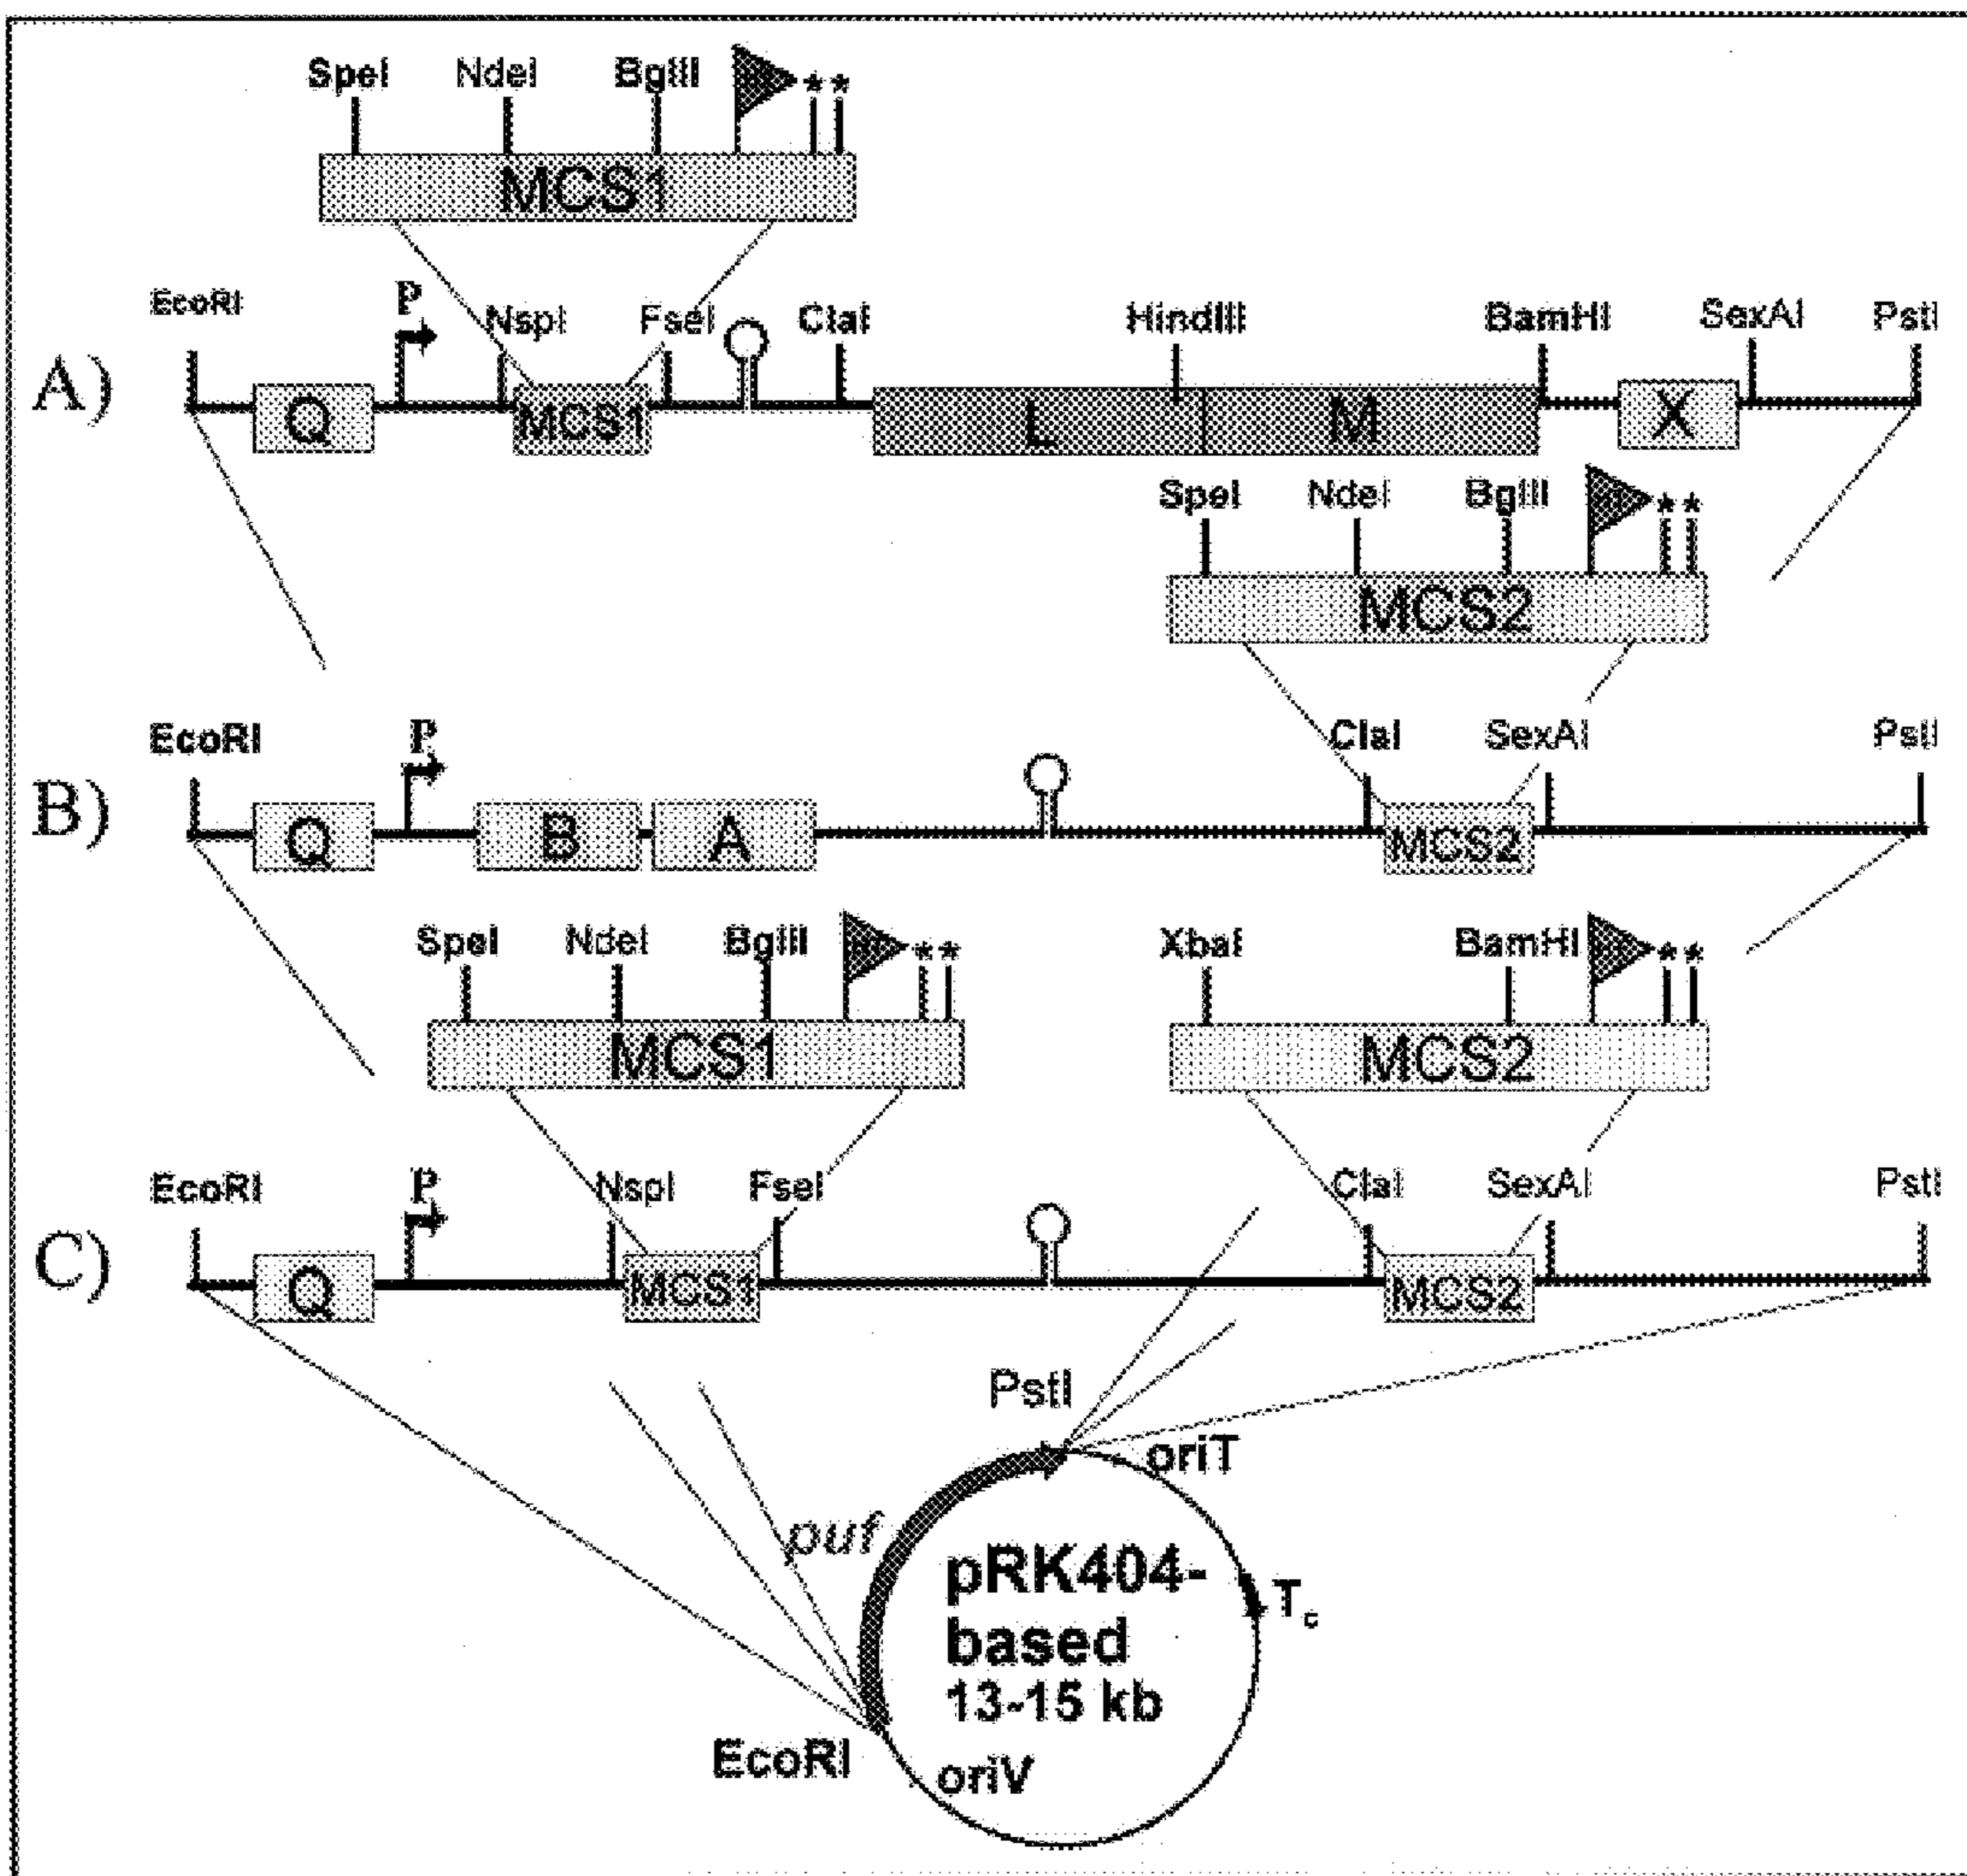 SpeI NdeI BglII **
MCS1
EcoRI P NspI FseI ClaI HindIII BamHI SexAI PstI
A) Q MCS1 L M X
SpeI NdeI BglII **
MCS2
EcoRI P ClaI SexAI PstI
B) Q B A MCS2
SpeI NdeI BglII ** XbaI BamHI **
MCS1 MCS2
EcoRI P NspI FseI ClaI SexAI PstI
C) Q MCS1 MCS2
PstI
oriT
puf
pRK404-
based
13-15 kb
Tc
EcoRI
oriV